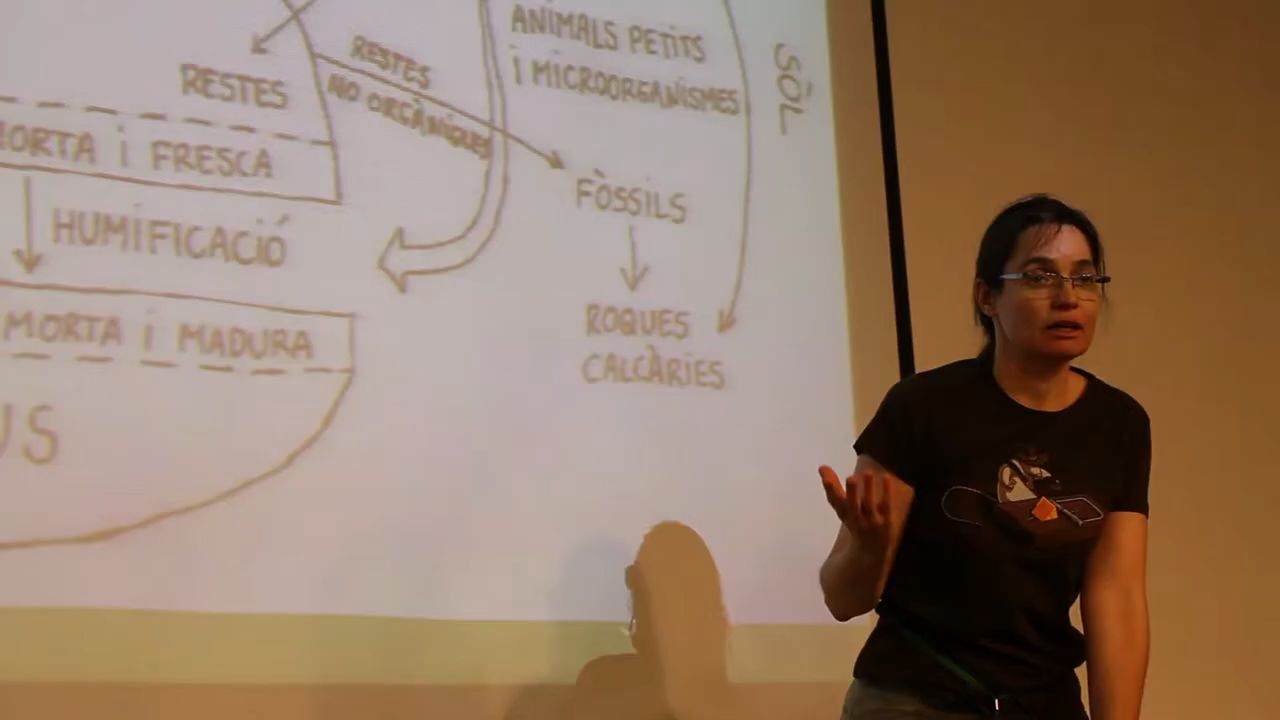 ANIMALS PETITS
i MICROORGANISMES
SÒL
RESTES
NO ORGÀNIQUES
RESTES
MORTA i FRESCA
FÒSSILS
HUMIFICACIÓ
ROQUES
CALCÀRIES
MORTA i MADURA
US